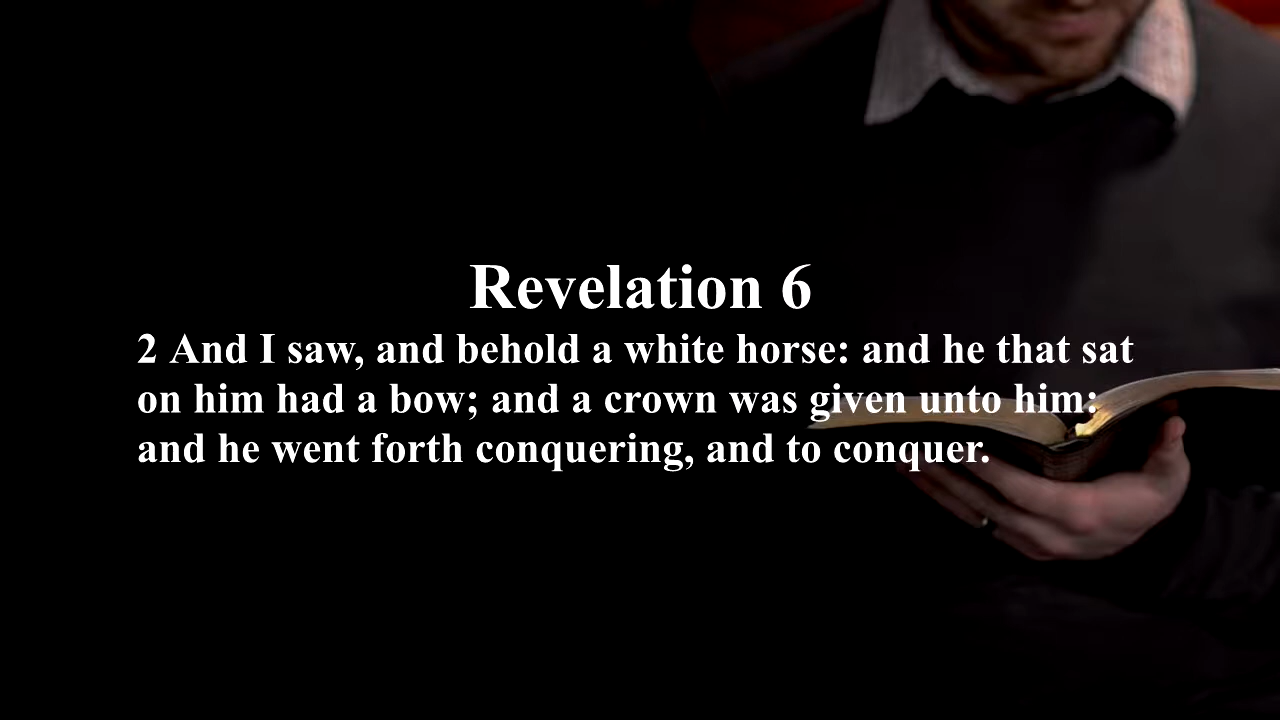 Revelation 6
2 And I saw, and behold a white horse: and he that sat
on him had a bow; and a crown was given unto him:
and he went forth conquering, and to conquer.